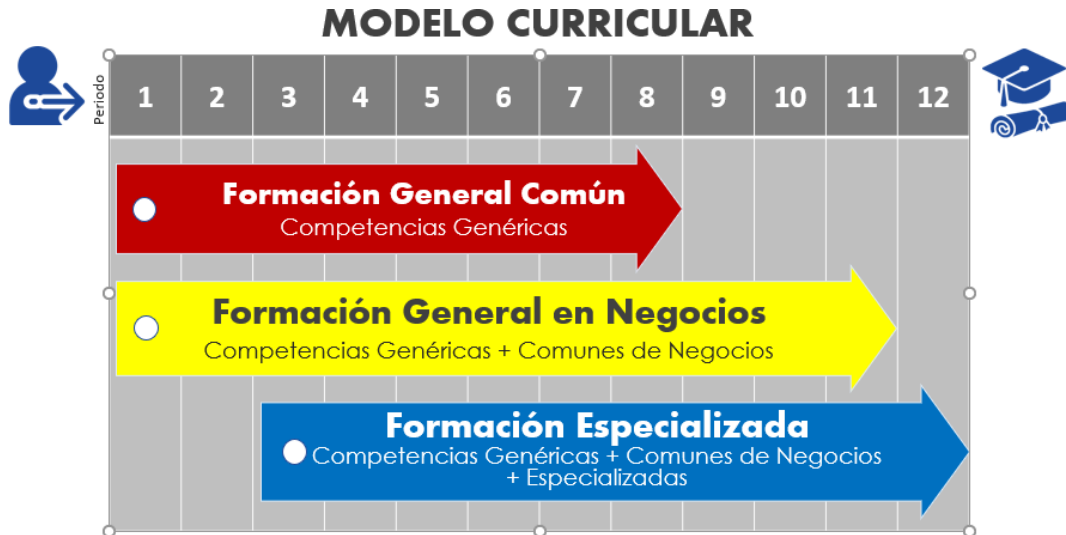 MODELO CURRICULAR
Periodo
1 2 3 4 5 6 7 8 9 10 11 12
Formación General Común
Competencias Genéricas
Formación General en Negocios
Competencias Genéricas + Comunes de Negocios
Formación Especializada
Competencias Genéricas + Comunes de Negocios
+ Especializadas